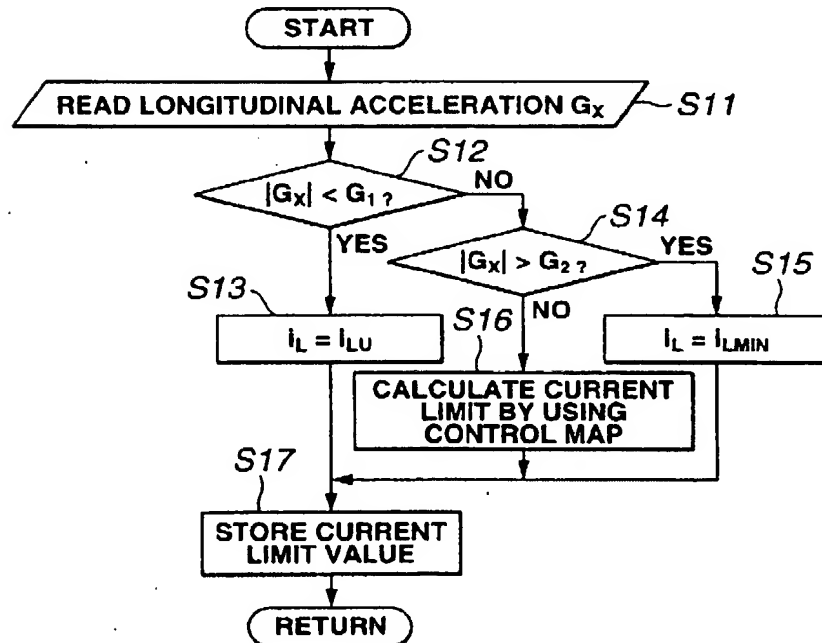 START
READ LONGITUDINAL ACCELERATION GX
S11
S12
|GX| < G1 ?
NO
YES
S14
|GX| > G2 ?
YES
NO
S13
iL = iLU
S15
iL = iLMIN
S16
CALCULATE CURRENT
LIMIT BY USING
CONTROL MAP
S17
STORE CURRENT
LIMIT VALUE
RETURN